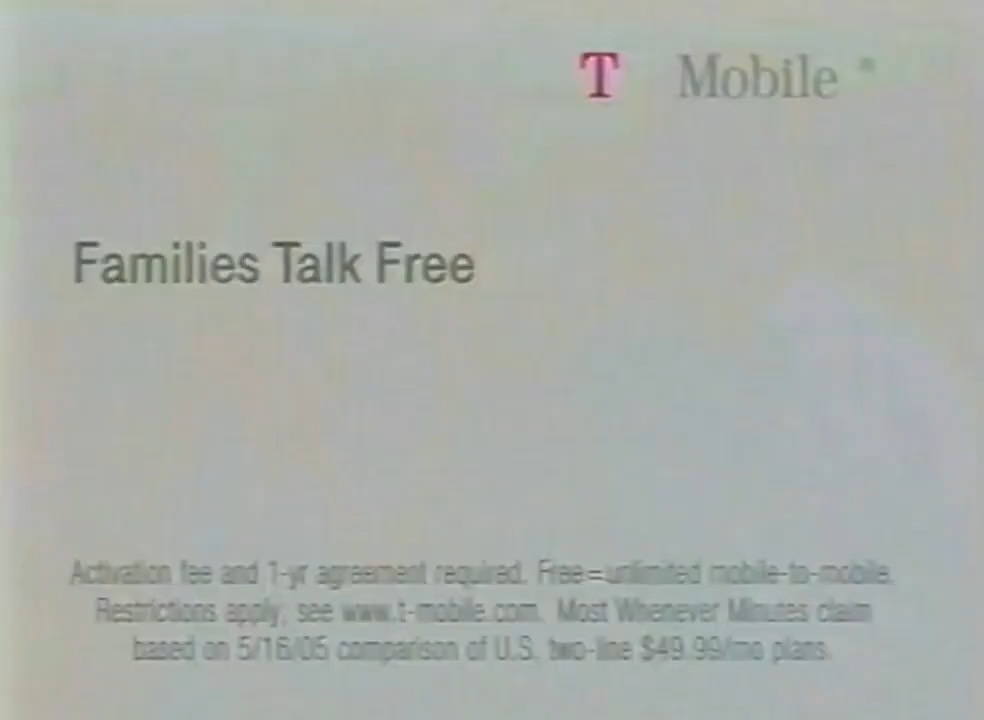 T Mobile
Families Talk Free
Activation fee and 1-yr agreement required. Free=unlimited mobile-to-mobile.
Restrictions apply; see www.t-mobile.com. Most Whenever Minutes claim
based on 5/16/05 comparison of U.S. two-line $49.99/mo plans.